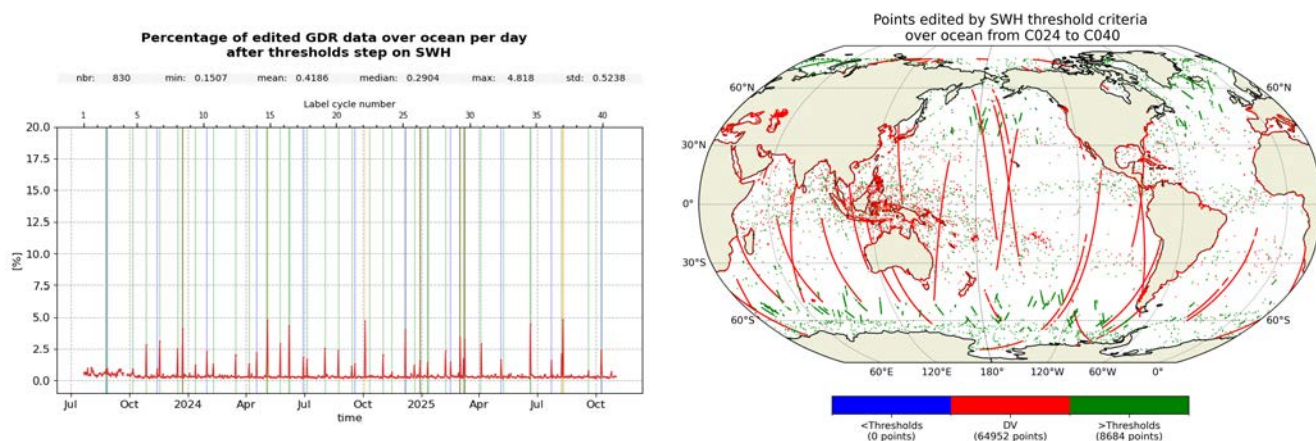 Percentage of edited GDR data over ocean per day
after thresholds step on SWH
nbr: 830 min: 0.1507 mean: 0.4186 median: 0.2904 max: 4.818 std: 0.5238
Label cycle number
1 5 10 15 20 25 30 35 40
20.0
17.5
15.0
12.5
10.0
7.5
5.0
2.5
0.0
[%]
Jul Oct 2024 Apr Jul Oct 2025 Apr Jul Oct
time
Points edited by SWH threshold criteria
over ocean from C024 to C040
60°N 60°N
30°N 30°N
0° 0°
30°S 30°S
60°S 60°S
60°E 120°E 180° 120°W 60°W 0°
<Thresholds
(0 points)
DV
(64952 points)
>Thresholds
(8684 points)